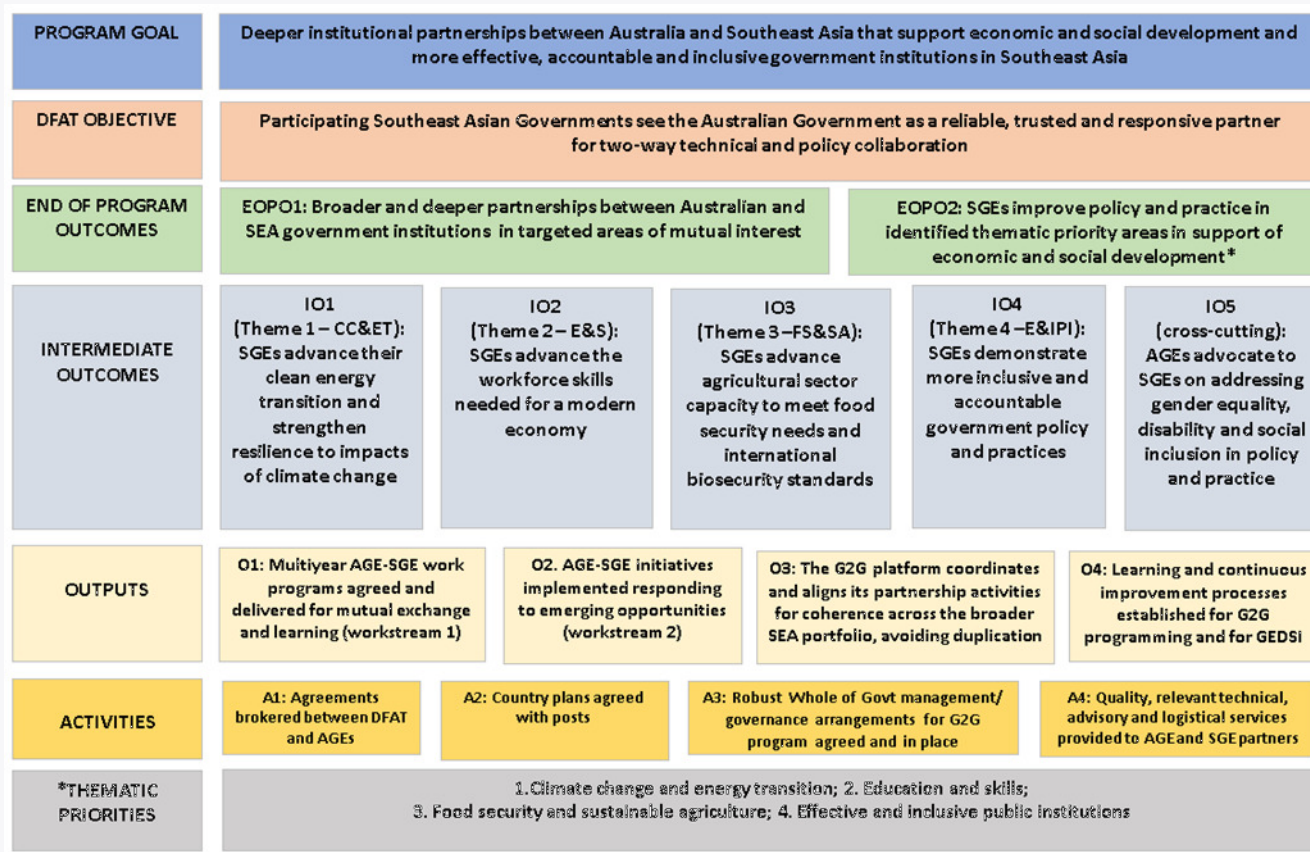 PROGRAM GOAL
Deeper institutional partnerships between Australia and Southeast Asia that support economic and social development and
more effective, accountable and inclusive government institutions in Southeast Asia
DFAT OBJECTIVE
Participating Southeast Asian Governments see the Australian Government as a reliable, trusted and responsive partner
for two-way technical and policy collaboration
END OF PROGRAM
OUTCOMES
EOPO1: Broader and deeper partnerships between Australian and
SEA government institutions in targeted areas of mutual interest
EOPO2: SGEs improve policy and practice in
identified thematic priority areas in support of
economic and social development*
INTERMEDIATE
OUTCOMES
IO1
(Theme 1 – CC&ET):
SGEs advance their
clean energy
transition and
strengthen
resilience to impacts
of climate change
IO2
(Theme 2 – E&S):
SGEs advance the
workforce skills
needed for a modern
economy
IO3
(Theme 3 –FS&SA):
SGEs advance
agricultural sector
capacity to meet food
security needs and
international
biosecurity standards
IO4
(Theme 4 –E&IPI):
SGEs demonstrate
more inclusive and
accountable
government policy
and practices
IO5
(cross-cutting):
AGEs advocate to
SGEs on addressing
gender equality,
disability and social
inclusion in policy
and practice
OUTPUTS
O1: Multiyear AGE-SGE work
programs agreed and
delivered for mutual exchange
and learning (workstream 1)
O2. AGE-SGE initiatives
implemented responding
to emerging opportunities
(workstream 2)
O3: The G2G platform coordinates
and aligns its partnership activities
for coherence across the broader
SEA portfolio, avoiding duplication
O4: Learning and continuous
improvement processes
established for G2G
programming and for GEDSI
ACTIVITIES
A1: Agreements
brokered between DFAT
and AGEs
A2: Country plans agreed
with posts
A3: Robust Whole of Govt management/
governance arrangements for G2G
program agreed and in place
A4: Quality, relevant technical,
advisory and logistical services
provided to AGE and SGE partners
*THEMATIC
PRIORITIES
1.Climate change and energy transition; 2. Education and skills;
3. Food security and sustainable agriculture; 4. Effective and inclusive public institutions